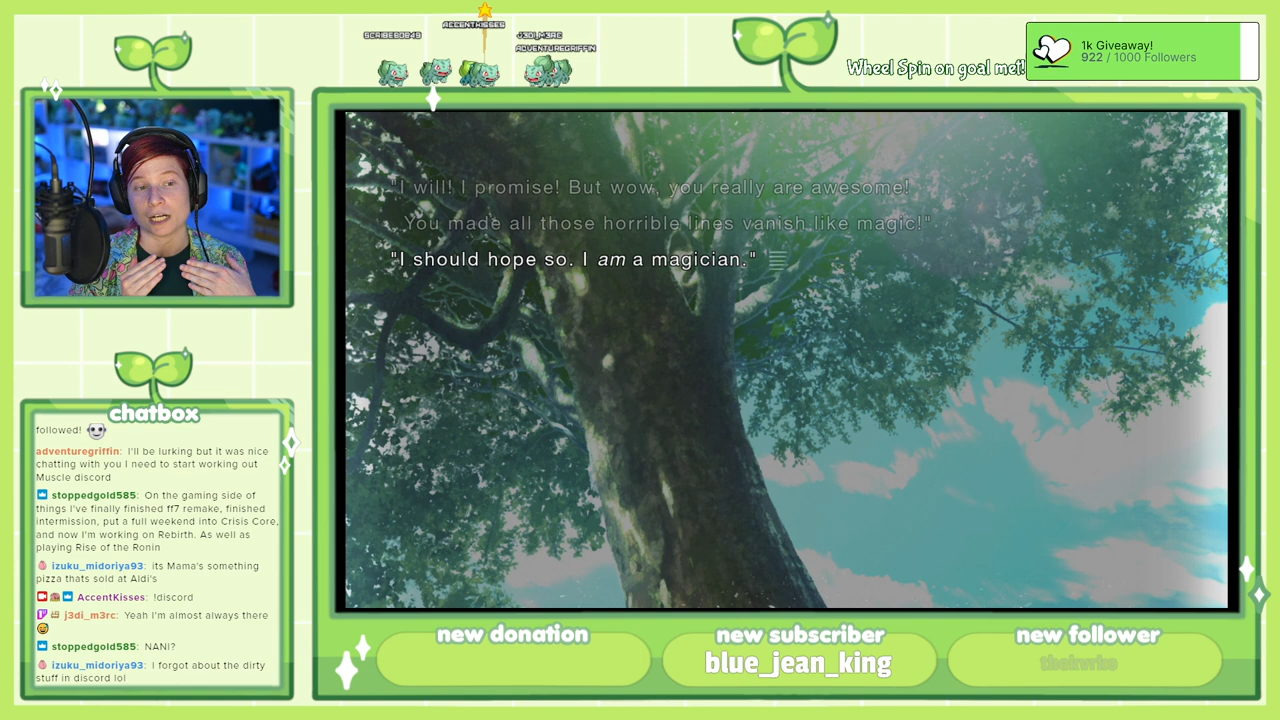 SCRIBEBOB49
ACCENTKISSES
J3DI_M3RC
ADVENTUREGRIFFIN
Wheel Spin on goal met!
1k Giveaway!
922 / 1000 Followers
"I will! I promise! But wow, you really are awesome!
You made all those horrible lines vanish like magic!"
"I should hope so. I am a magician."
chatbox
followed!
adventuregriffin: I'll be lurking but it was nice
chatting with you I need to start working out
Muscle discord
stoppedgold585: On the gaming side of
things I've finally finished ff7 remake, finished
intermission, put a full weekend into Crisis Core,
and now I'm working on Rebirth. As well as
playing Rise of the Ronin
izuku_midoriya93: its Mama's something
pizza thats sold at Aldi's
AccentKisses: !discord
j3di_m3rc: Yeah I'm almost always there
stoppedgold585: NANI?
izuku_midoriya93: I forgot about the dirty
stuff in discord lol
new donation
new subscriber
blue_jean_king
new follower